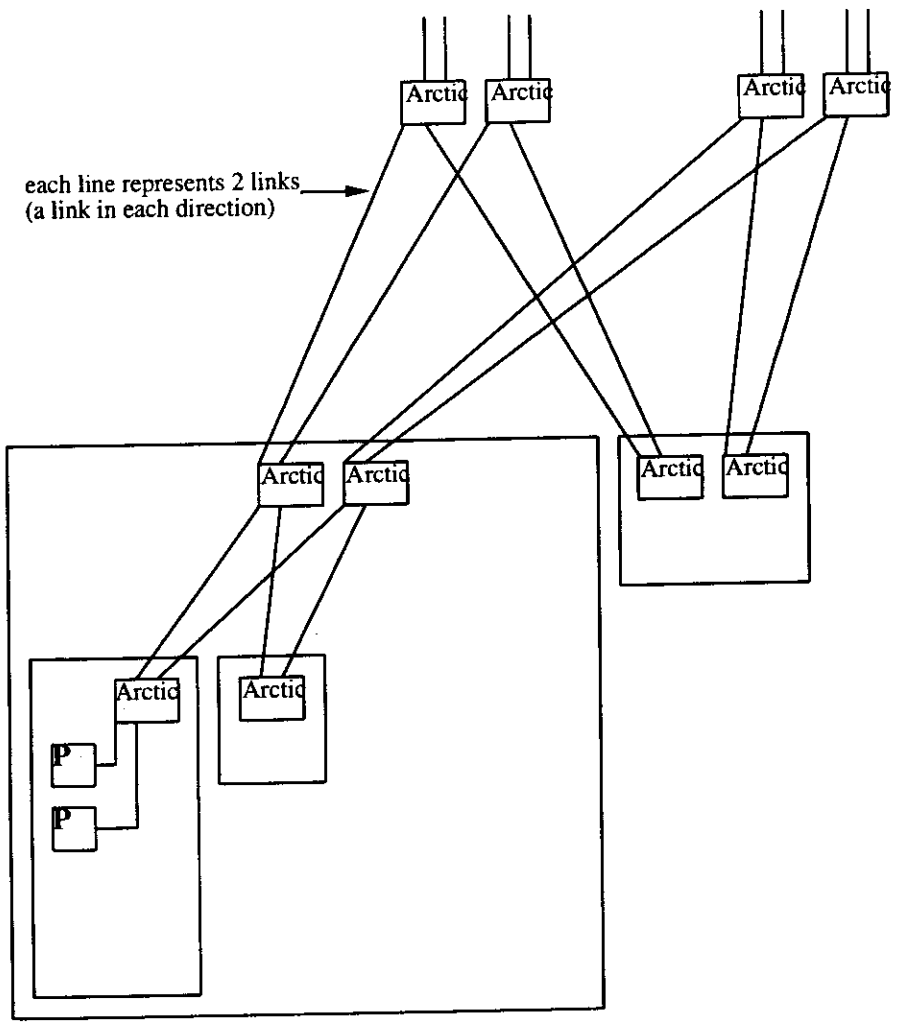 Arctic Arctic Arctic Arctic
each line represents 2 links
(a link in each direction)
Arctic Arctic Arctic Arctic
Arctic Arctic
P
P